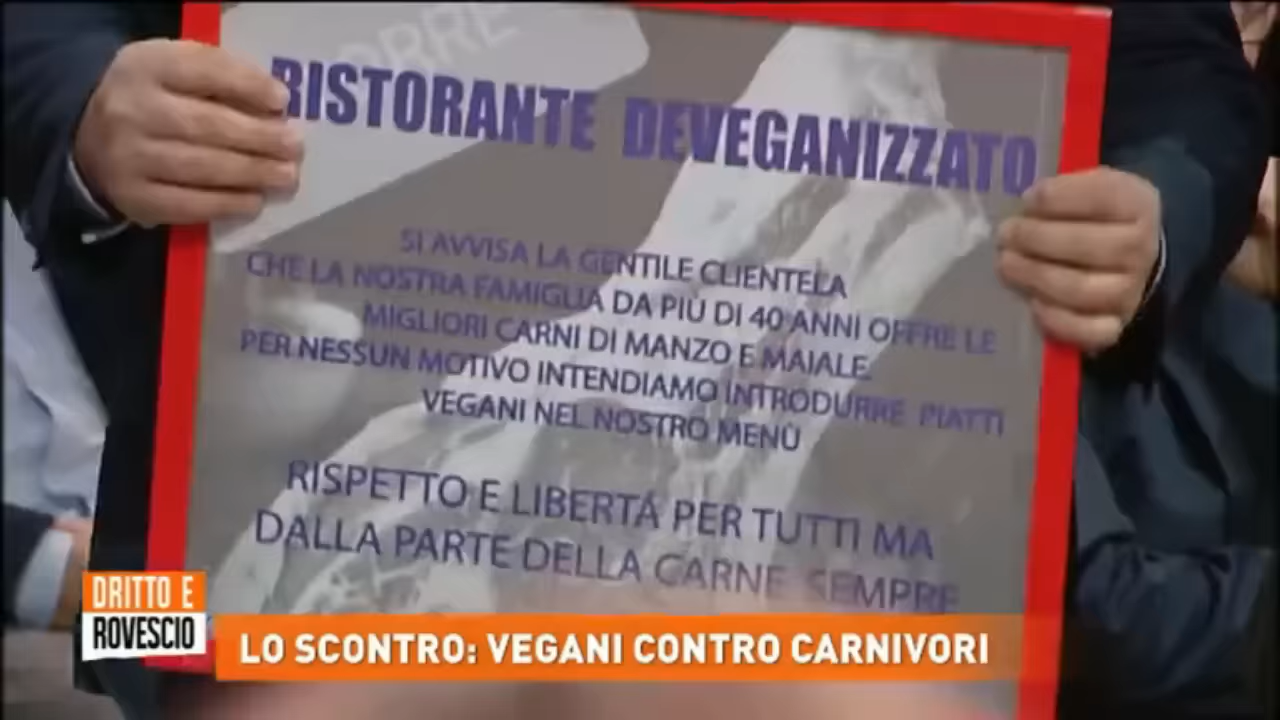 RISTORANTE DEVEGANIZZATO
SI AVVISA LA GENTILE CLIENTELA
CHE LA NOSTRA FAMIGLIA DA PIÙ DI 40 ANNI OFFRE LE
MIGLIORI CARNI DI MANZO E MAIALE.
PER NESSUN MOTIVO INTENDIAMO INTRODURRE PIATTI
VEGANI NEL NOSTRO MENÙ
RISPETTO E LIBERTÀ PER TUTTI MA
DALLA PARTE DELLA CARNE SEMPRE
DRITTO E
ROVESCIO
LO SCONTRO: VEGANI CONTRO CARNIVORI